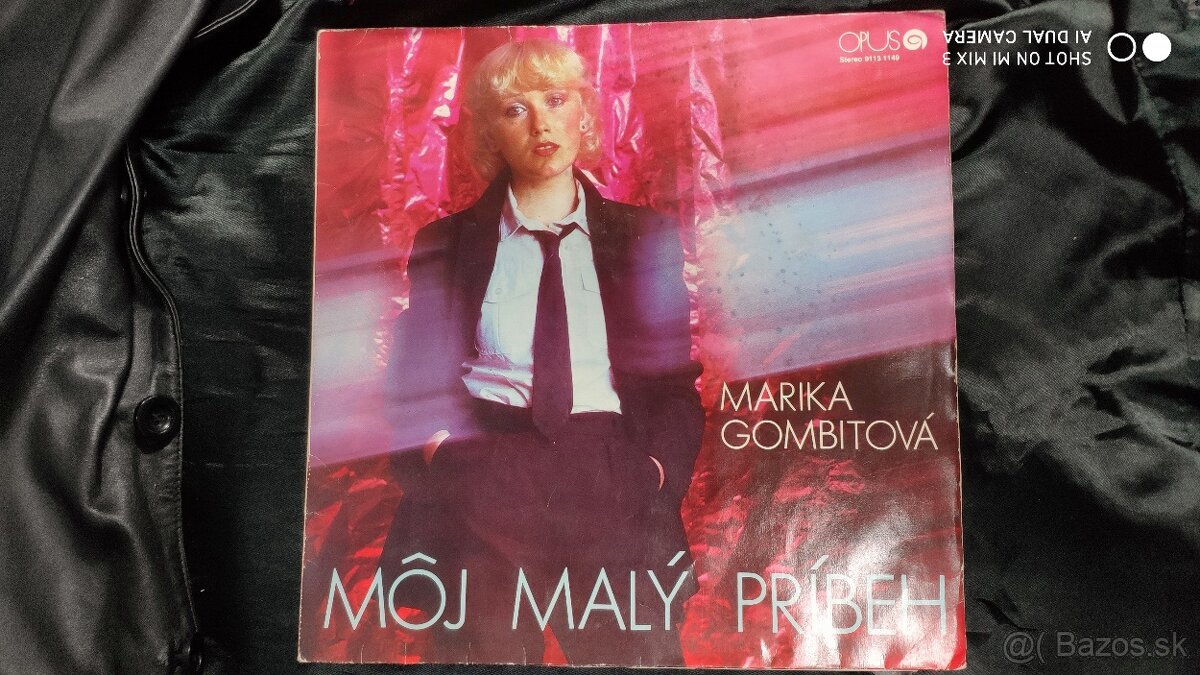 OPUS
Stereo 9113 1149
SHOT ON MI MIX 3
AI DUAL CAMERA
MARIKA
GOMBITOVÁ
MÔJ MALÝ PRÍBEH
@( Bazos.sk